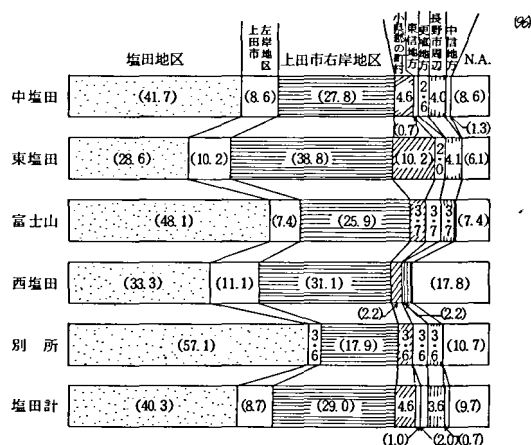 (%)
塩田地区
上田市左岸地区
上田市右岸地区
小県郡の町村
東信地方
更埴地方
長野市周辺
中信地方
N.A.
中塩田 (41.7) (8.6) (27.8) 4.6 2・6 4.0 (8.6)
(0.7) (1.3)
東塩田 (28.6) (10.2) (38.8) (10.2) 2・0 4.1 (6.1)
富士山 (48.1) (7.4) (25.9) 3・7 3・7 3・7 (7.4)
西塩田 (33.3) (11.1) (31.1) (17.8)
(2.2) (2.2)
別所 (57.1) 3・6 (17.9) 3・6 3・6 3・6 (10.7)
塩田計 (40.3) (8.7) (29.0) 4.6 3.6 (9.7)
(1.0) (2.0) (0.7)